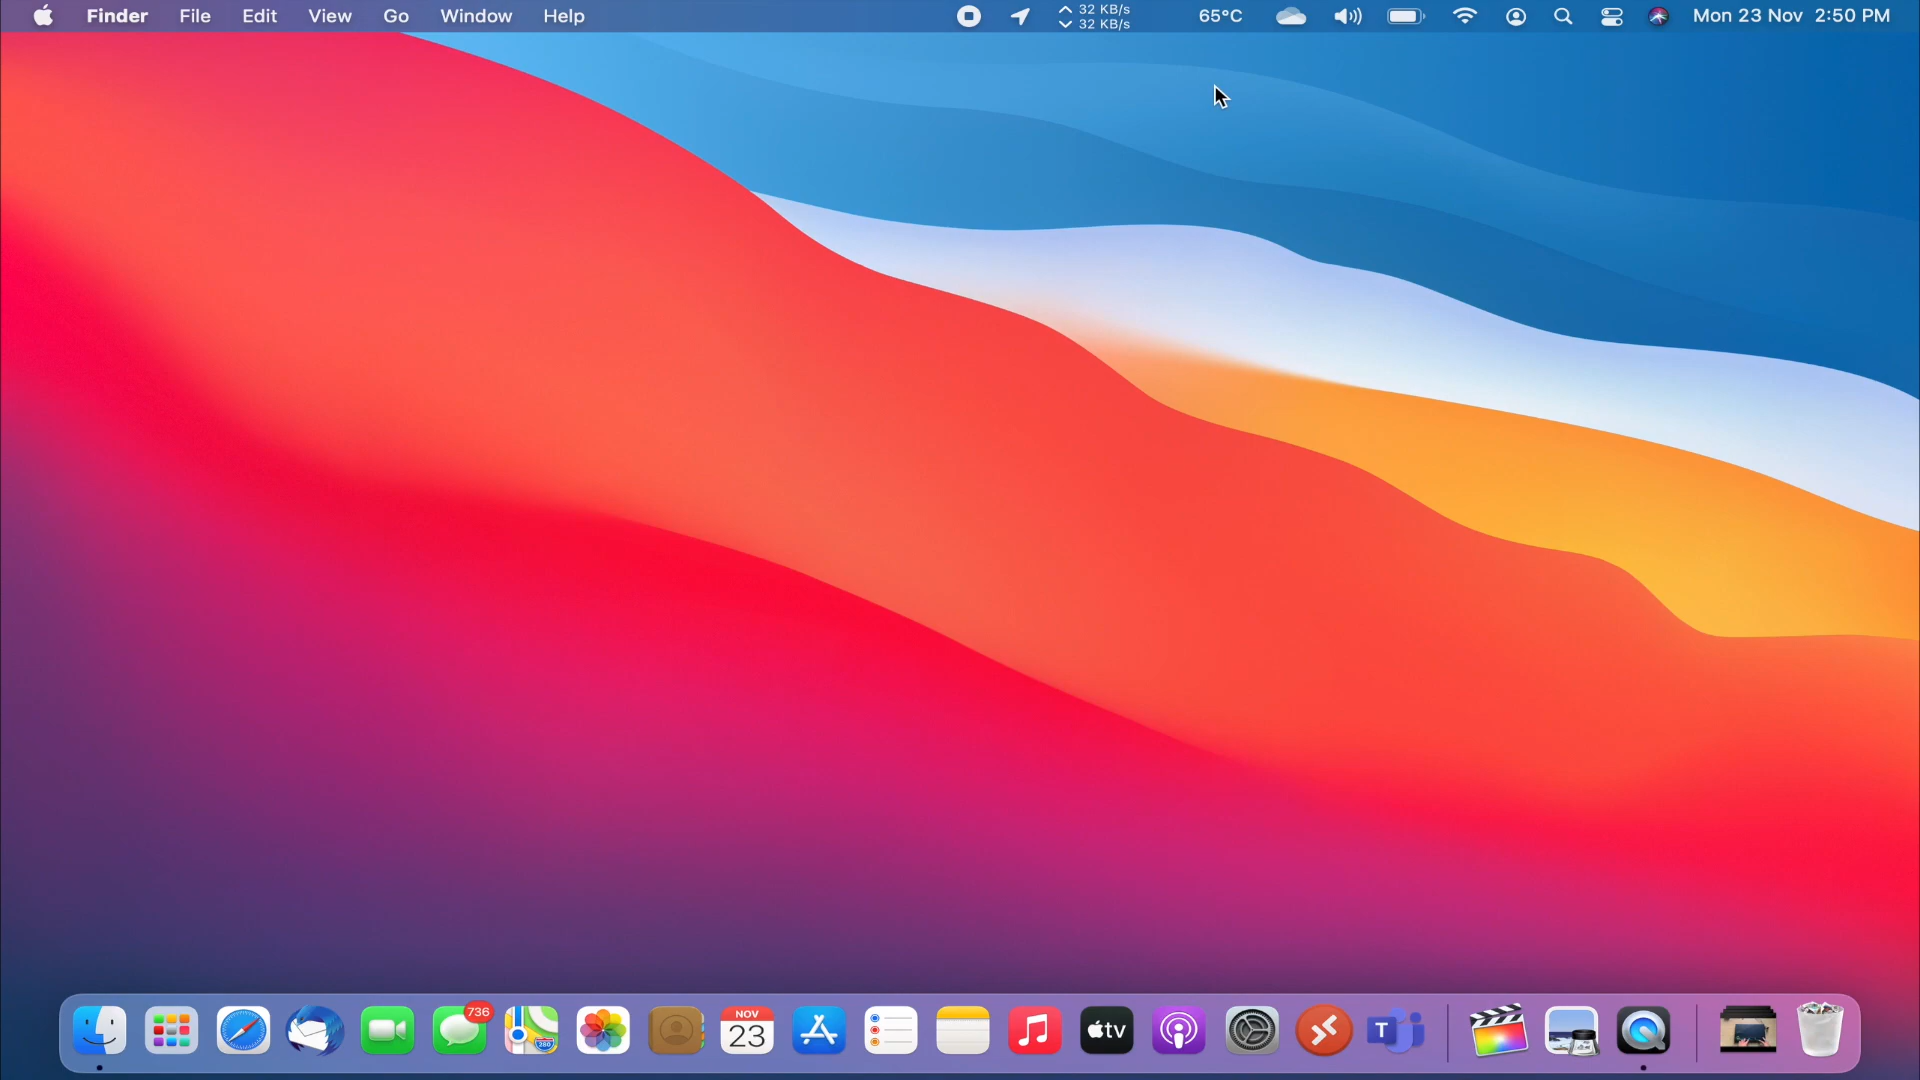 Finder File Edit View Go Window Help 32 KB/s 65°C Mon 23 Nov 2:50 PM
32 KB/s
736
NOV
23
280
tv
T